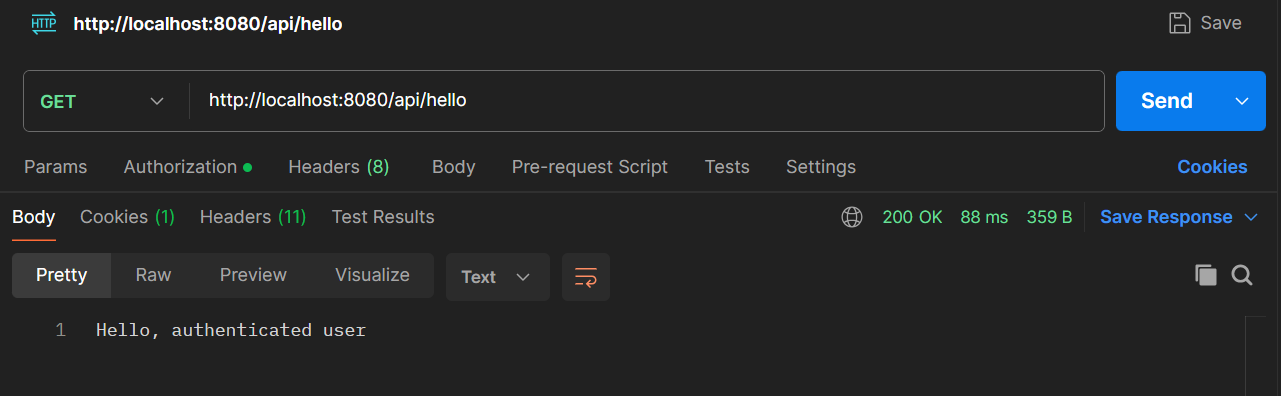 HTTP http://localhost:8080/api/hello Save
GET http://localhost:8080/api/hello Send
Params Authorization Headers (8) Body Pre-request Script Tests Settings Cookies
Body Cookies (1) Headers (11) Test Results 200 OK 88 ms 359 B Save Response
Pretty Raw Preview Visualize Text
1 Hello, authenticated user